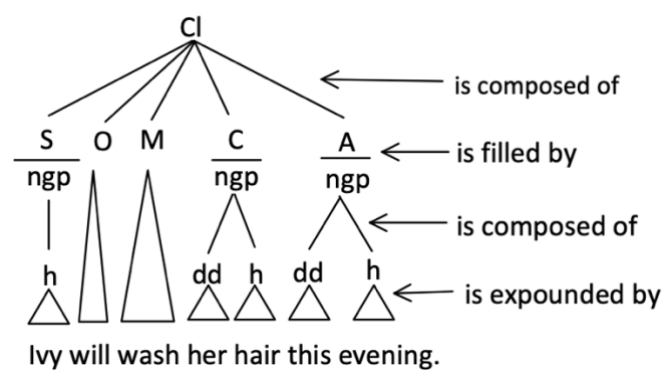 Cl
is composed of
S O M C A is filled by
ngp ngp ngp
is composed of
h dd h dd h
is expounded by
Ivy will wash her hair this evening.